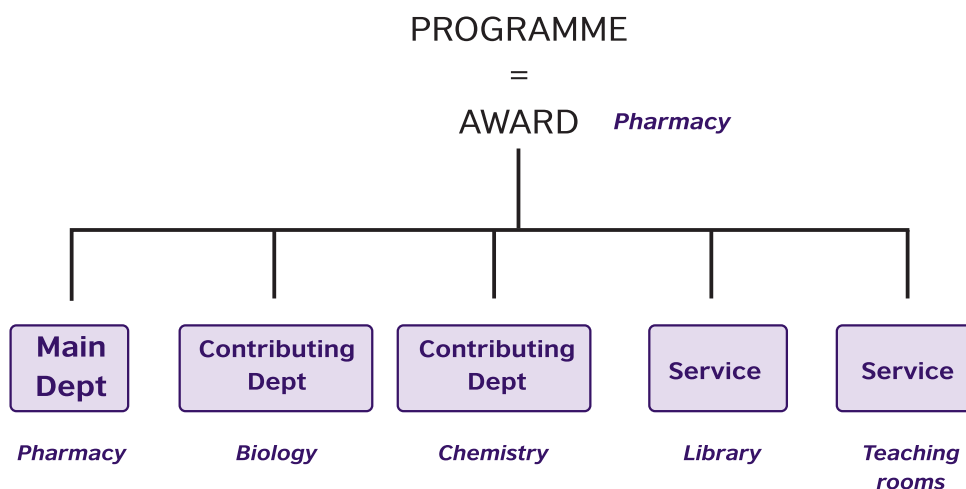 PROGRAMME
=
AWARD Pharmacy
Main
Dept
Contributing
Dept
Contributing
Dept
Service
Service
Pharmacy
Biology
Chemistry
Library
Teaching
rooms